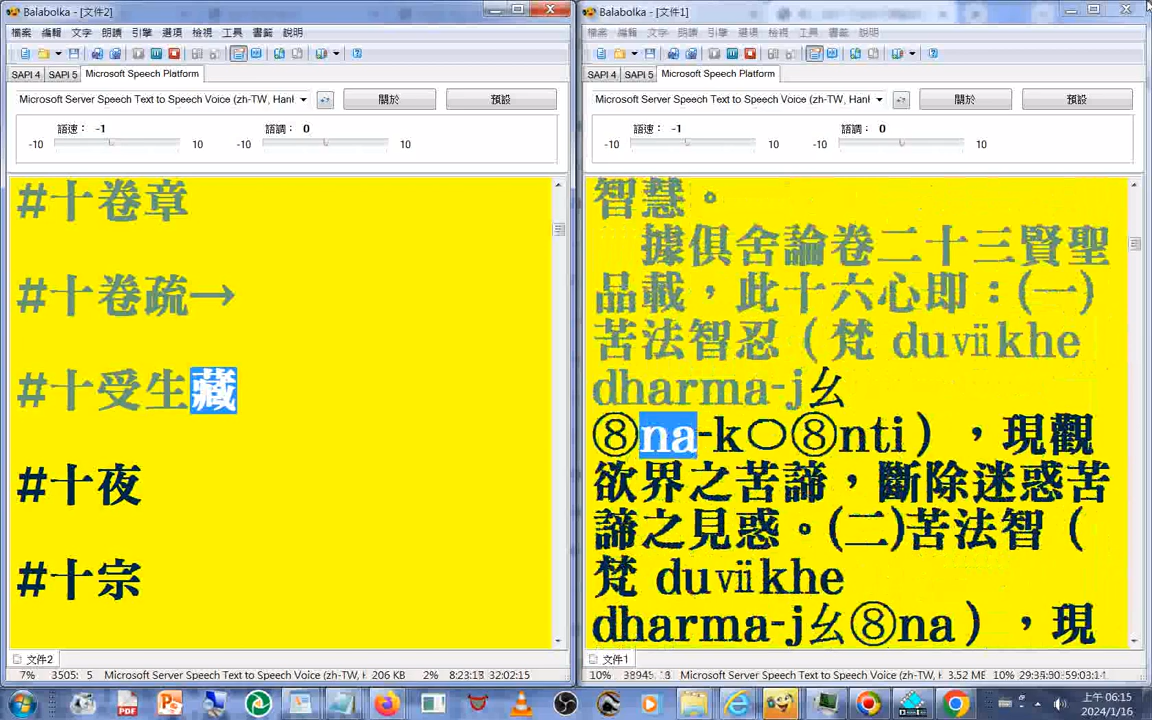 Balabolka - [文件2]
檔案 編輯 文字 朗讀 引擎 選項 檢視 工具 書籤 說明
SAPI 4 SAPI 5 Microsoft Speech Platform
Microsoft Server Speech Text to Speech Voice (zh-TW, Hanl
關於 預設
語速： -1 語調： 0
-10 10 -10 10
#十卷章
#十卷疏→
#十受生藏
#十夜
#十宗
文件2
7% 3505: 5 Microsoft Server Speech Text to Speech Voice (zh-TW, H 206 KB 2% 8:23:13 32:02:15
Balabolka - [文件1]
檔案 編輯 文字 朗讀 引擎 選項 檢視 工具 書籤 說明
SAPI 4 SAPI 5 Microsoft Speech Platform
Microsoft Server Speech Text to Speech Voice (zh-TW, Hanl
關於 預設
語速： -1 語調： 0
-10 10 -10 10
智慧。
據俱舍論卷二十三賢聖
品載，此十六心即：(一)
苦法智忍（梵 duⅶkhe
dharma-j幺
⑧na-k○⑧nti），現觀
欲界之苦諦，斷除迷惑苦
諦之見惑。(二)苦法智（
梵 duⅶkhe
dharma-j幺⑧na），現
文件1
10% 38945: 18 Microsoft Server Speech Text to Speech Voice (zh-TW, H 3.52 MB 10%
上午 06:15
2024/1/16